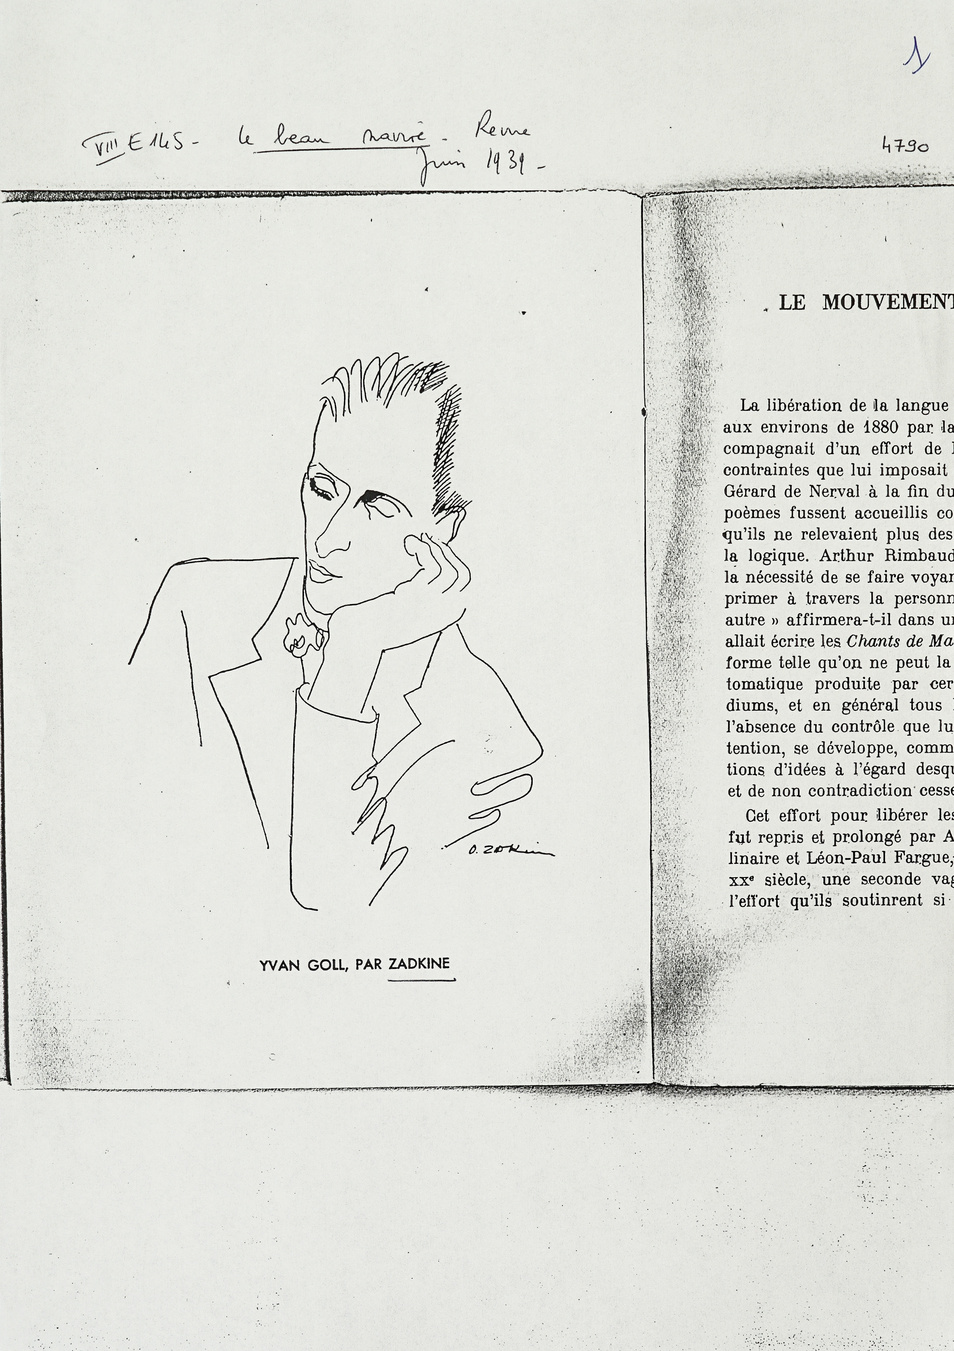 1
VIII E 145 - Le beau navire - Revue
Juin 1939 -
4790
O. Zadkine
YVAN GOLL, PAR ZADKINE
LE MOUVEMENT
La libération de la langue
aux environs de 1880 par la
compagnait d'un effort de l
contraintes que lui imposait
Gérard de Nerval à la fin du
poèmes fussent accueillis co
qu'ils ne relevaient plus des
la logique. Arthur Rimbaud
la nécessité de se faire voyan
primer à travers la personn
autre » affirmera-t-il dans un
allait écrire les Chants de Ma
forme telle qu'on ne peut la
tomatique produite par cer
diums, et en général tous l
l'absence du contrôle que lu
tention, se développe, comm
tions d'idées à l'égard desqu
et de non contradiction cesse
Cet effort pour libérer les
fut repris et prolongé par A
linaire et Léon-Paul Fargue,
XXe siècle, une seconde vag
l'effort qu'ils soutinrent si